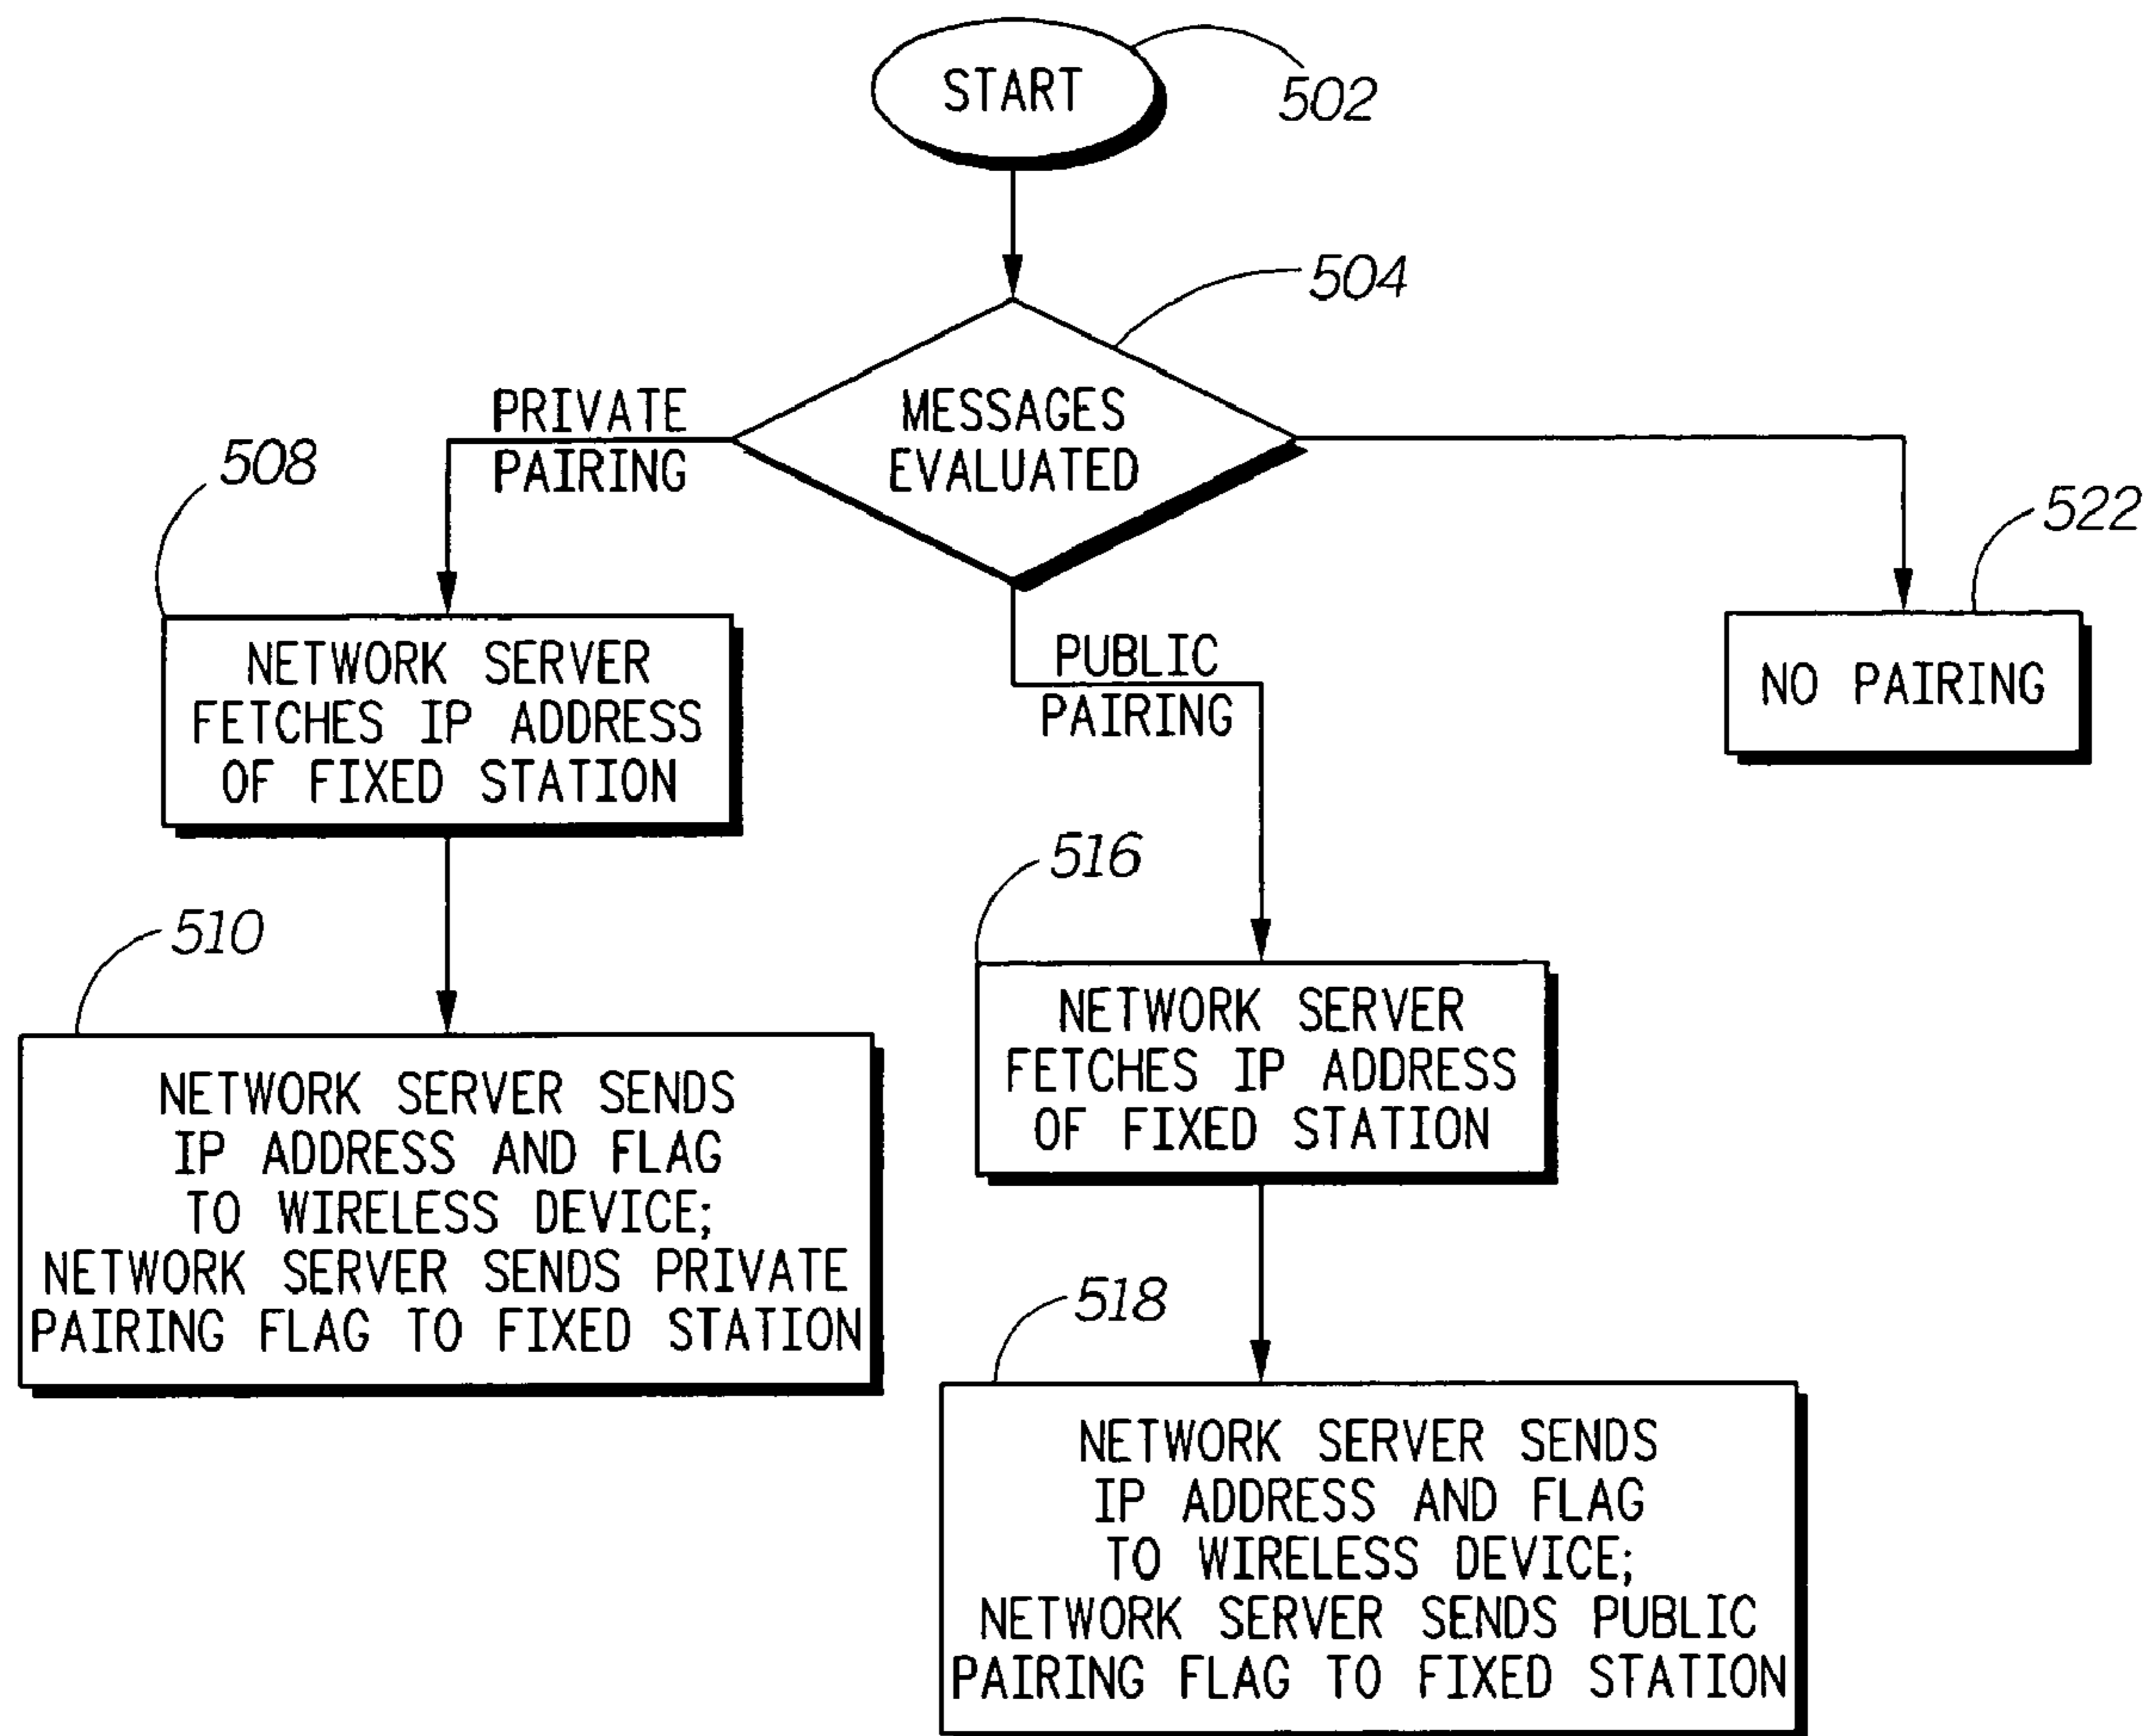 START
502
504
MESSAGES
EVALUATED
PRIVATE
PAIRING
508
522
NETWORK SERVER
FETCHES IP ADDRESS
OF FIXED STATION
PUBLIC
PAIRING
NO PAIRING
516
510
NETWORK SERVER
FETCHES IP ADDRESS
OF FIXED STATION
NETWORK SERVER SENDS
IP ADDRESS AND FLAG
TO WIRELESS DEVICE;
NETWORK SERVER SENDS PRIVATE
PAIRING FLAG TO FIXED STATION
518
NETWORK SERVER SENDS
IP ADDRESS AND FLAG
TO WIRELESS DEVICE;
NETWORK SERVER SENDS PUBLIC
PAIRING FLAG TO FIXED STATION